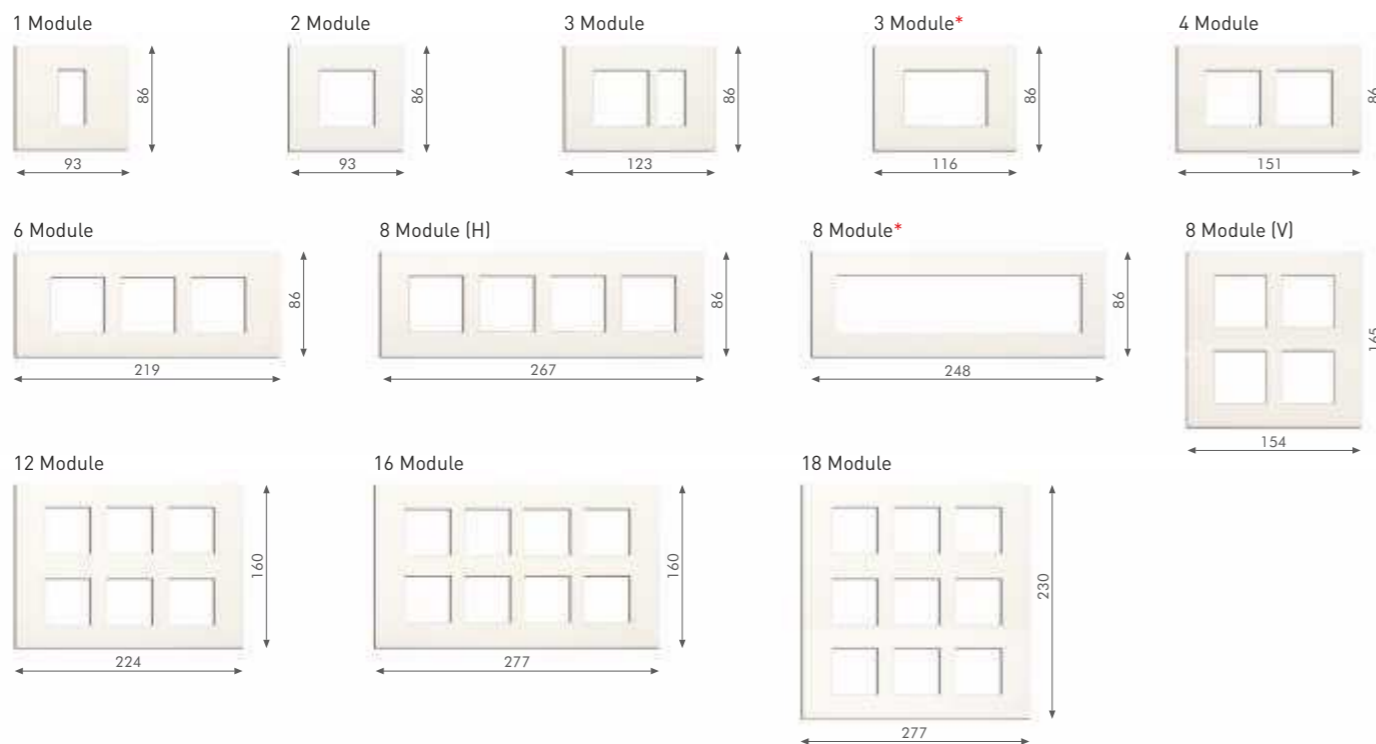 1 Module
2 Module
3 Module
3 Module*
4 Module
86
86
86
86
86
93
93
123
116
151
6 Module
8 Module (H)
8 Module*
8 Module (V)
86
86
86
165
219
267
248
154
12 Module
16 Module
18 Module
160
160
230
224
277
277